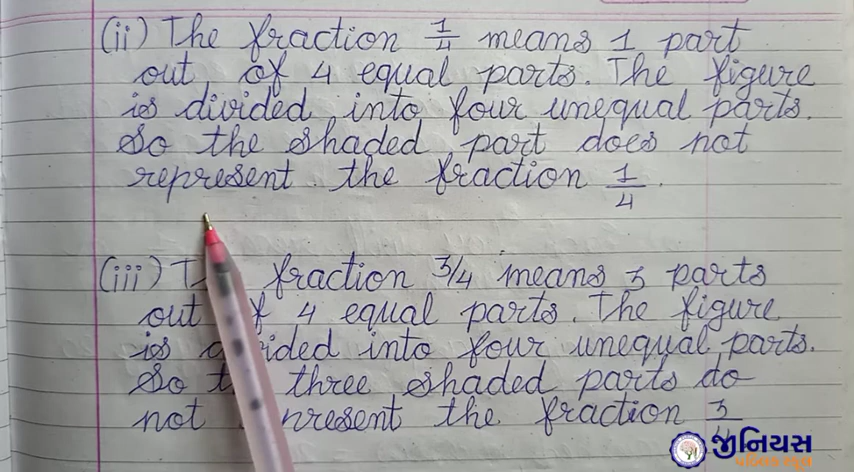 (ii) The fraction 1/4 means 1 part
out of 4 equal parts. The figure
is divided into four unequal parts.
So the shaded part does not
represent the fraction 1/4.
(iii) fraction 3/4 means 3 parts
out 4 equal parts. The figure
is into four unequal parts.
So three shaded parts do
not the fraction 3/4
જીનિયસ